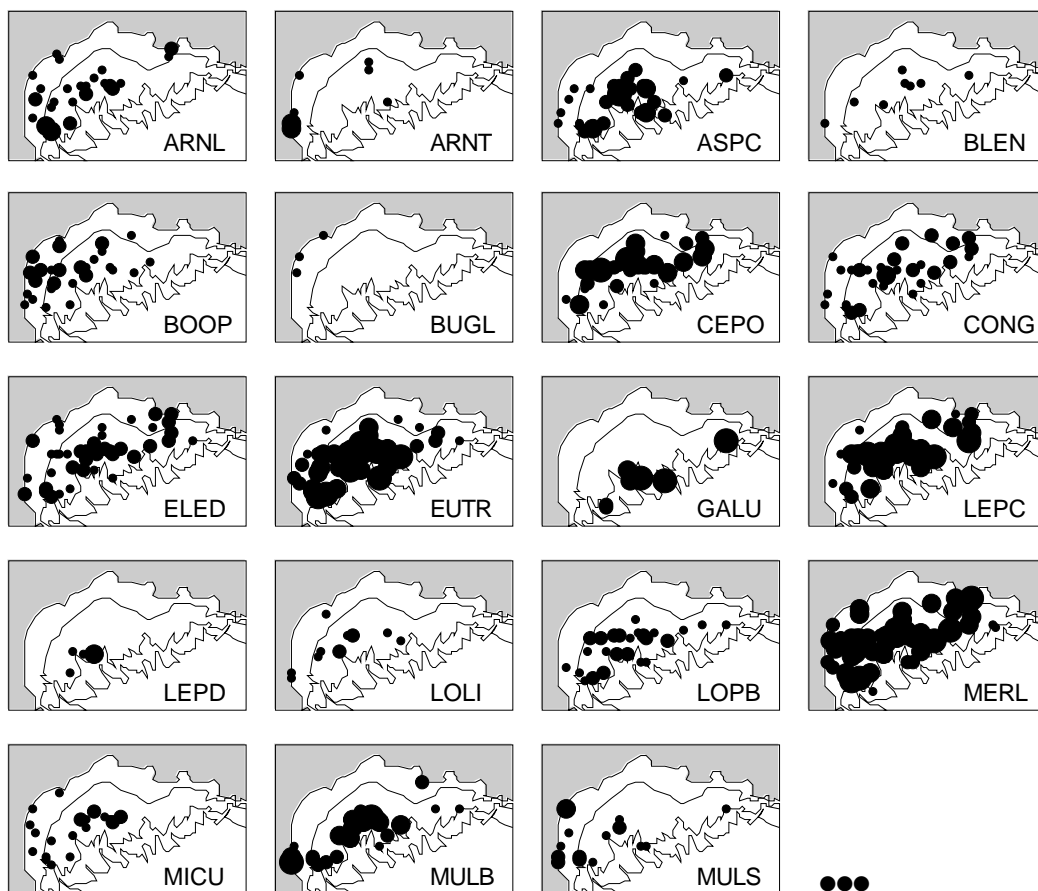 ARNL ARNT ASPC BLEN
BOOP BUGL CEPO CONG
ELED EUTR GALU LEPC
LEPD LOLI LOPB MERL
MICU MULB MULS